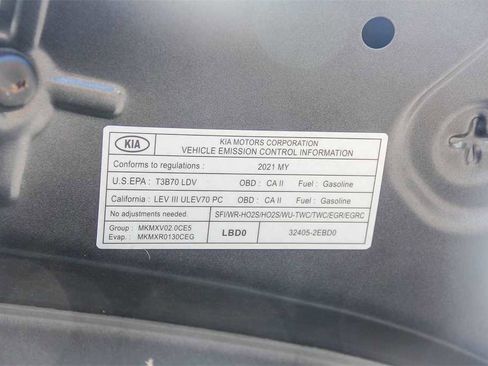 KIA
KIA MOTORS CORPORATION
VEHICLE EMISSION CONTROL INFORMATION
Conforms to regulations : 2021 MY
U.S.EPA : T3B70 LDV OBD : CA II Fuel : Gasoline
California : LEV III ULEV70 PC OBD : CA II Fuel : Gasoline
No adjustments needed. SFI/WR-HO2S/HO2S/WU-TWC/TWC/EGR/EGRC
Group : MKMXV02.0CE5
Evap. : MKMXR0130CEG
LBD0
32405-2EBD0